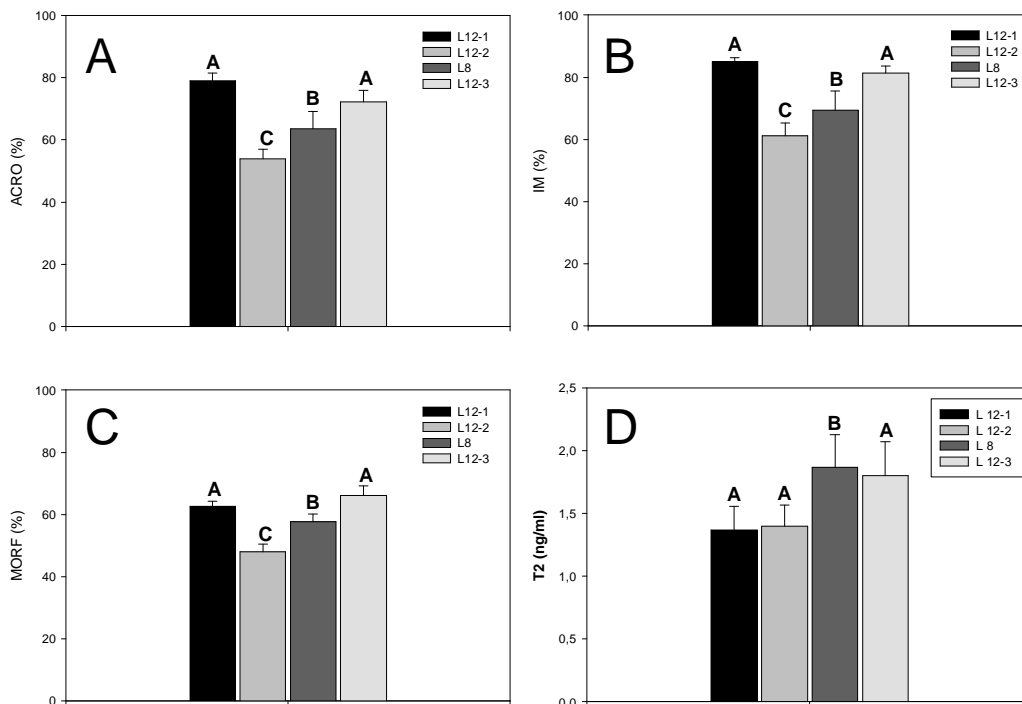 A
ACRO (%)
100
80
60
40
20
0
A
C
B
A
L12-1
L12-2
L8
L12-3
B
IM (%)
100
80
60
40
20
0
A
C
B
A
L12-1
L12-2
L8
L12-3
C
MORF (%)
100
80
60
40
20
0
A
C
B
A
L12-1
L12-2
L8
L12-3
D
T2 (ng/ml)
2,5
2,0
1,5
1,0
0,5
0,0
A
A
B
A
L 12-1
L 12-2
L 8
L 12-3